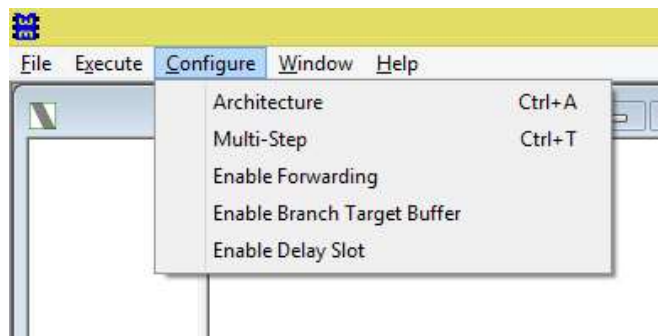 File Execute Configure Window Help
Architecture Ctrl+A
Multi-Step Ctrl+T
Enable Forwarding
Enable Branch Target Buffer
Enable Delay Slot